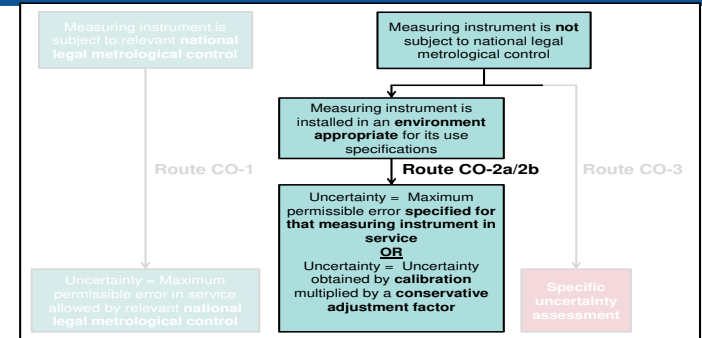 Measuring instrument is
subject to relevant national
legal metrological control
Measuring instrument is not
subject to national legal
metrological control
Measuring instrument is
installed in an environment
appropriate for its use
specifications
Route CO-1
Route CO-2a/2b
Route CO-3
Uncertainty = Maximum
permissible error in service
allowed by relevant national
legal metrological control
Uncertainty = Maximum
permissible error specified for
that measuring instrument in
service
OR
Uncertainty = Uncertainty
obtained by calibration
multiplied by a conservative
adjustment factor
Specific
uncertainty
assessment